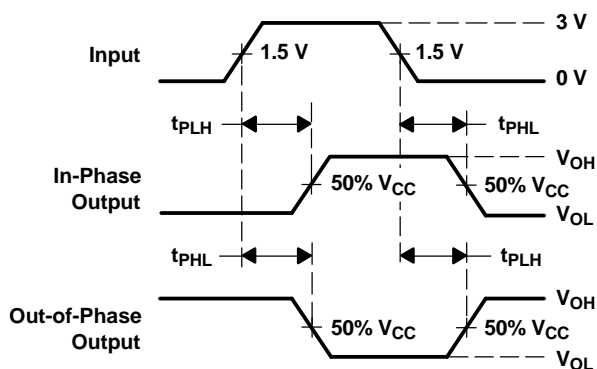 3 V
Input
1.5 V
1.5 V
0 V
tPLH
tPHL
VOH
In-Phase
Output
50% VCC
50% VCC
VOL
tPHL
tPLH
VOH
Out-of-Phase
Output
50% VCC
50% VCC
VOL